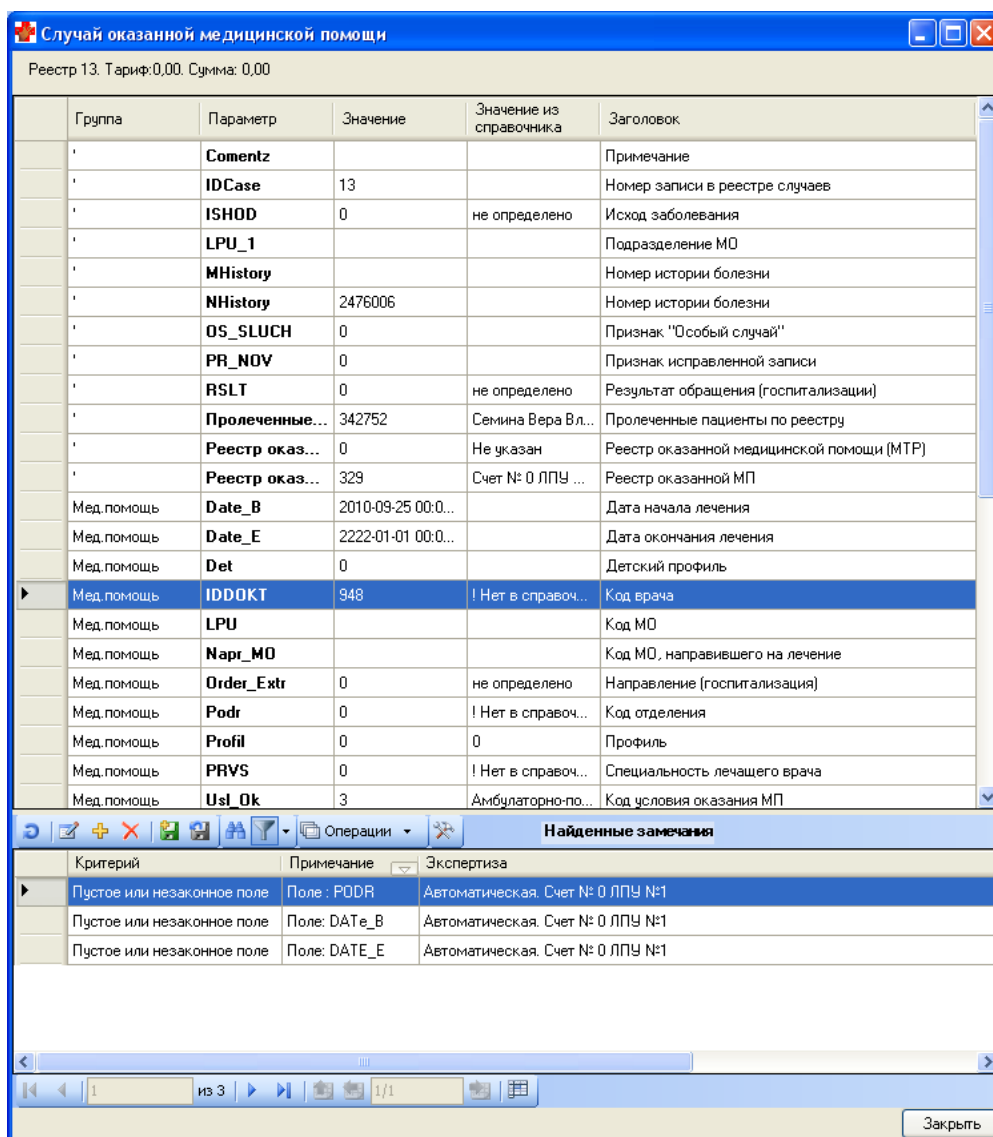 Случай оказанной медицинской помощи
Реестр 13. Тариф:0,00. Сумма: 0,00
Группа Параметр Значение Значение из справочника Заголовок
' Comentz Примечание
' IDCase 13 Номер записи в реестре случаев
' ISHOD 0 не определено Исход заболевания
' LPU_1 Подразделение МО
' MHistory Номер истории болезни
' NHistory 2476006 Номер истории болезни
' OS_SLUCH 0 Признак "Особый случай"
' PR_NOV 0 Признак исправленной записи
' RSLT 0 не определено Результат обращения (госпитализации)
' Пролеченные... 342752 Семина Вера Вл... Пролеченные пациенты по реестру
' Реестр оказ... 0 Не указан Реестр оказанной медицинской помощи (МТР)
' Реестр оказ... 329 Счет № 0 ЛПУ ... Реестр оказанной МП
Мед.помощь Date_B 2010-09-25 00:0... Дата начала лечения
Мед.помощь Date_E 2222-01-01 00:0... Дата окончания лечения
Мед.помощь Det 0 Детский профиль
Мед.помощь IDDOKT 948 ! Нет в справоч... Код врача
Мед.помощь LPU Код МО
Мед.помощь Napr_MO Код МО, направившего на лечение
Мед.помощь Order_Extr 0 не определено Направление (госпитализация)
Мед.помощь Podr 0 ! Нет в справоч... Код отделения
Мед.помощь Profil 0 0 Профиль
Мед.помощь PRVS 0 ! Нет в справоч... Специальность лечащего врача
Мед.помощь Usl_Ok 3 Амбулаторно-по... Код условия оказания МП
Операции Найденные замечания
Критерий Примечание Экспертиза
Пустое или незаконное поле Поле : PODR Автоматическая. Счет № 0 ЛПУ №1
Пустое или незаконное поле Поле: DATe_B Автоматическая. Счет № 0 ЛПУ №1
Пустое или незаконное поле Поле: DATE_E Автоматическая. Счет № 0 ЛПУ №1
1 из 3 1/1
Закрыть